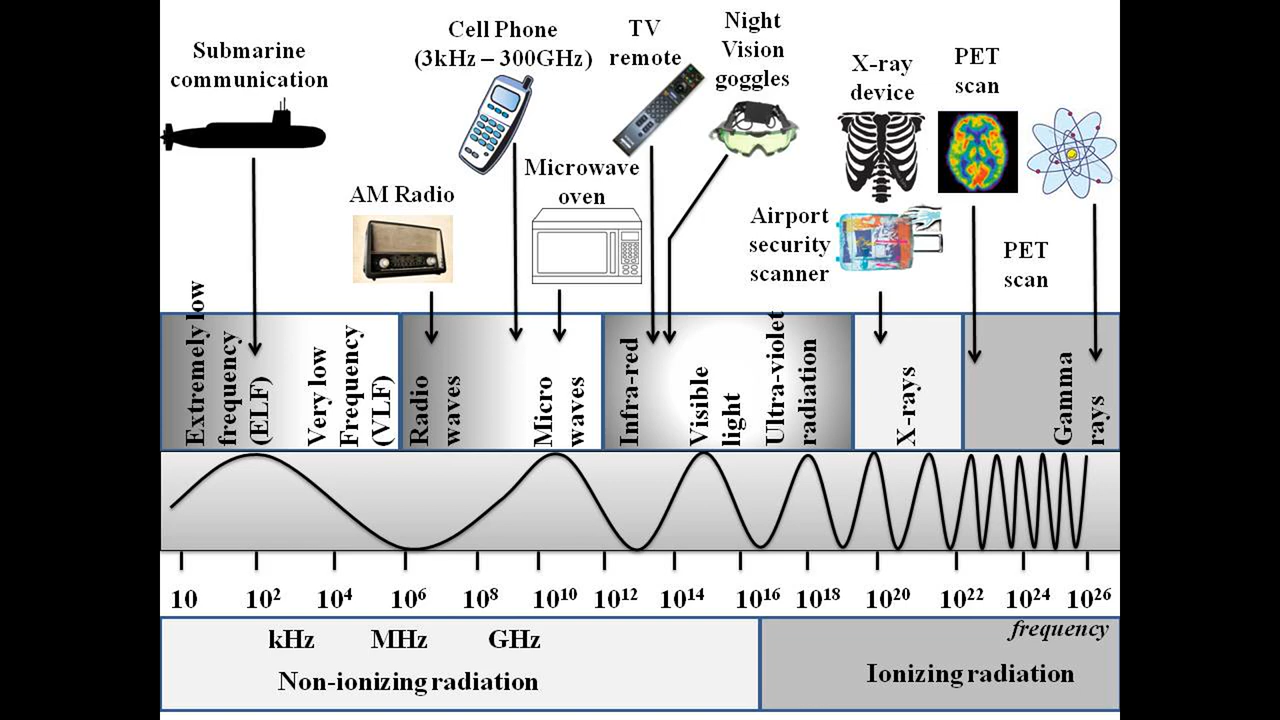 Submarine
communication
Cell Phone
(3kHz – 300GHz)
TV
remote
Night
Vision
goggles
X-ray
device
PET
scan
AM Radio
Microwave
oven
Airport
security
scanner
PET
scan
Extremely low
frequency
(ELF)
Very low
Frequency
(VLF)
Radio
waves
Micro
waves
Infra-red
Visible
light
Ultra-violet
radiation
X-rays
Gamma
rays
10 10² 10⁴ 10⁶ 10⁸ 10¹⁰ 10¹² 10¹⁴ 10¹⁶ 10¹⁸ 10²⁰ 10²² 10²⁴ 10²⁶
kHz MHz GHz
frequency
Non-ionizing radiation
Ionizing radiation